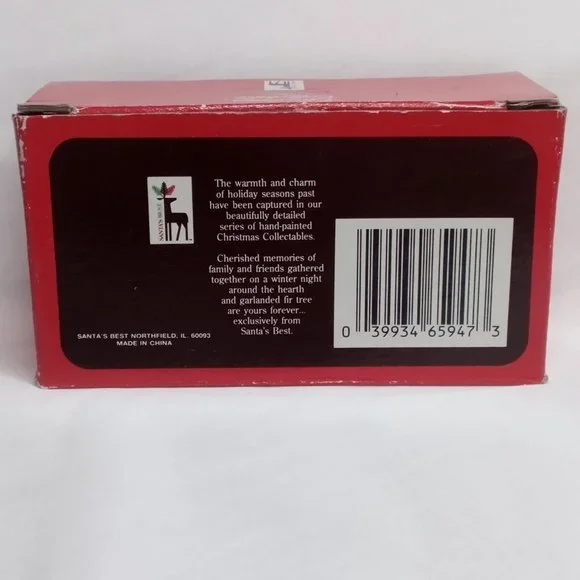 SANTA'S BEST
The warmth and charm
of holiday seasons past
have been captured in our
beautifully detailed
series of hand-painted
Christmas Collectables.
Cherished memories of
family and friends gathered
together on a winter night
around the hearth
and garlanded fir tree
are yours forever...
exclusively from
Santa's Best.
SANTA'S BEST NORTHFIELD, IL. 60093
MADE IN CHINA
0 39934 65947 3